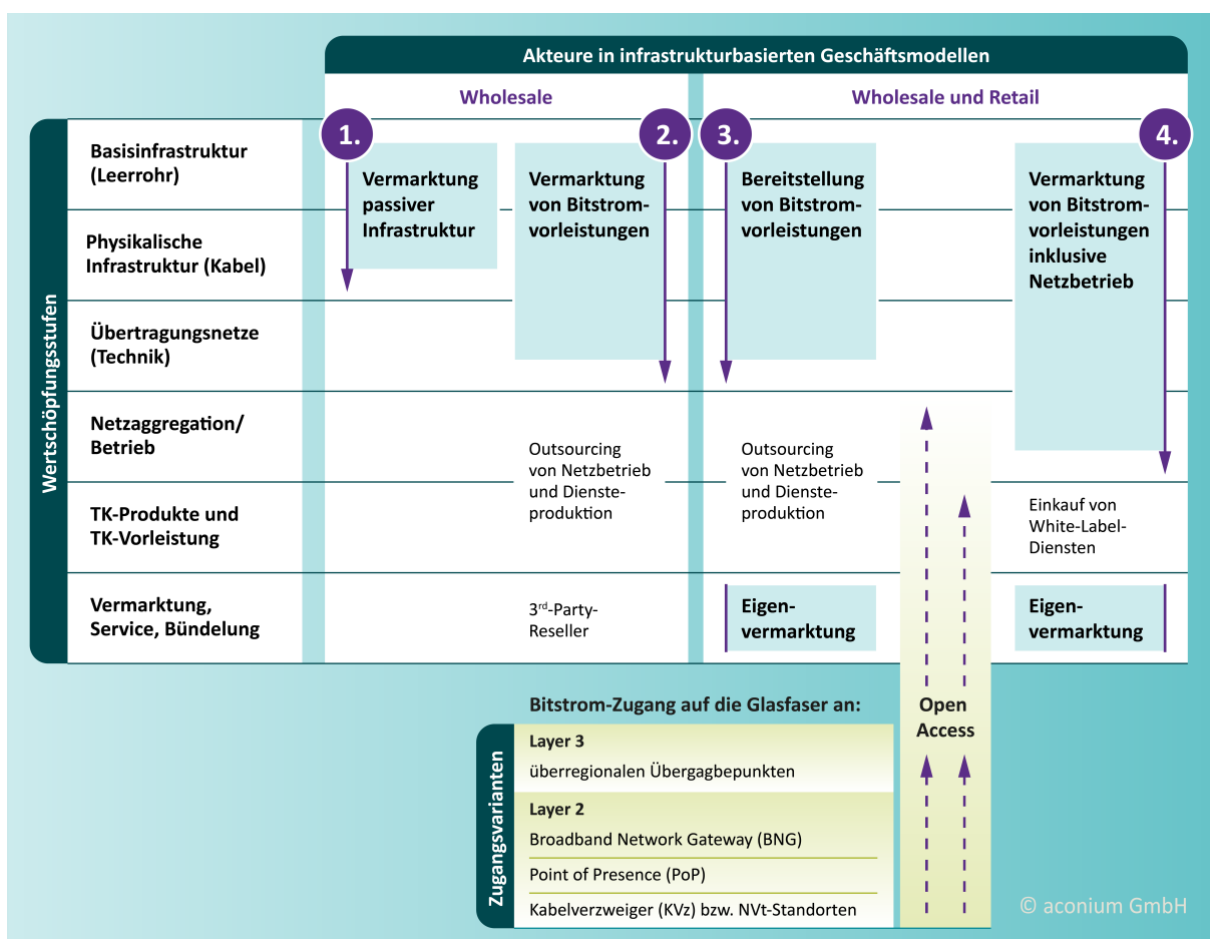 Akteure in infrastrukturbasierten Geschäftsmodellen
Wholesale
Wholesale und Retail
1.
2.
3.
4.
Wertschöpfungsstufen
Basisinfrastruktur
(Leerrohr)
Physikalische
Infrastruktur (Kabel)
Übertragungsnetze
(Technik)
Netzaggregation/
Betrieb
TK-Produkte und
TK-Vorleistung
Vermarktung,
Service, Bündelung
Vermarktung
passiver
Infrastruktur
Vermarktung
von Bitstrom-
vorleistungen
Outsourcing
von Netzbetrieb
und Dienste-
produktion
3rd-Party-
Reseller
Bereitstellung
von Bitstrom-
vorleistungen
Outsourcing
von Netzbetrieb
und Dienste-
produktion
Eigen-
vermarktung
Vermarktung
von Bitstrom-
vorleistungen
inklusive
Netzbetrieb
Einkauf von
White-Label-
Diensten
Eigen-
vermarktung
Open
Access
Bitstrom-Zugang auf die Glasfaser an:
Zugangsvarianten
Layer 3
überregionalen Übergagbepunkten
Layer 2
Broadband Network Gateway (BNG)
Point of Presence (PoP)
Kabelverzweiger (KVz) bzw. NVt-Standorten
© aconium GmbH